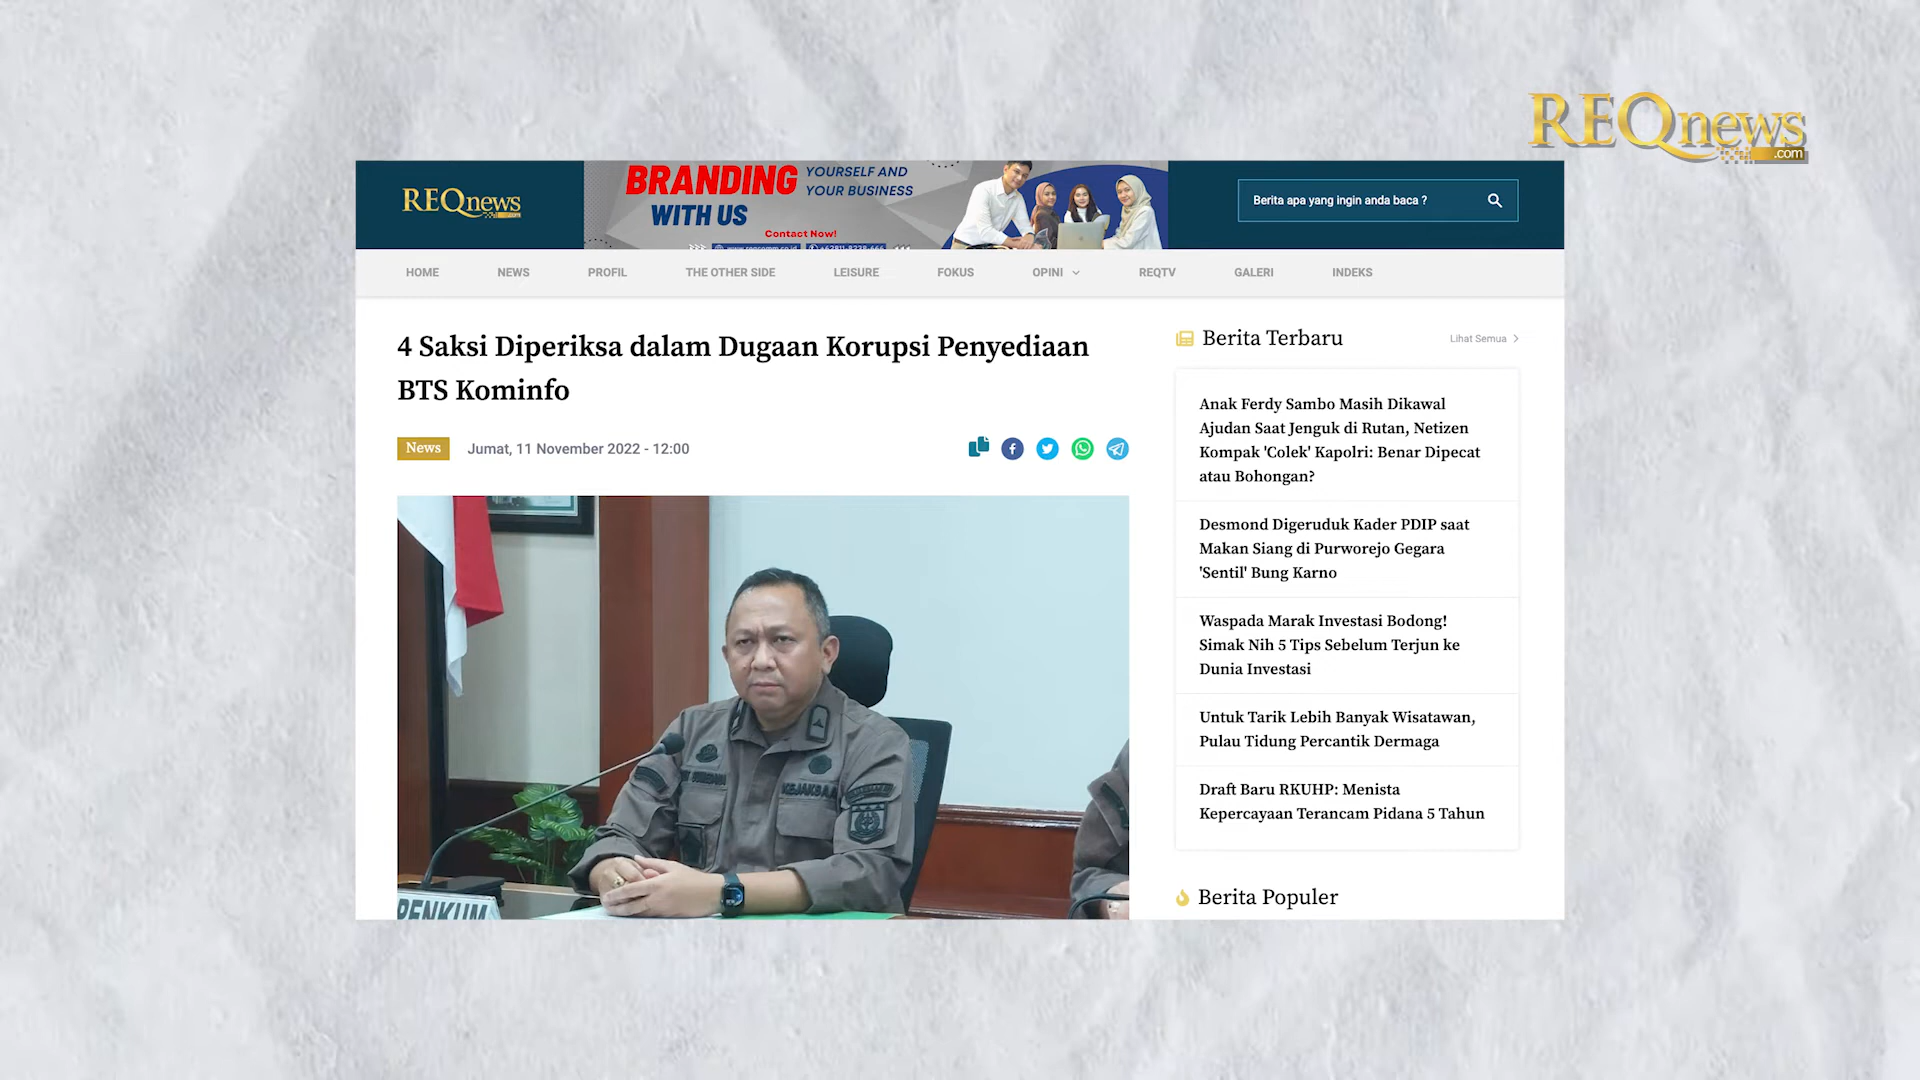 REQnews
.com
REQnews
BRANDING
YOURSELF AND
YOUR BUSINESS
WITH US
Contact Now!
Berita apa yang ingin anda baca ?
HOME NEWS PROFIL THE OTHER SIDE LEISURE FOKUS OPINI REQTV GALERI INDEKS
4 Saksi Diperiksa dalam Dugaan Korupsi Penyediaan
BTS Kominfo
News Jumat, 11 November 2022 - 12:00
KEJAKSAA
PENKUM
Berita Terbaru
Lihat Semua
Anak Ferdy Sambo Masih Dikawal
Ajudan Saat Jenguk di Rutan, Netizen
Kompak 'Colek' Kapolri: Benar Dipecat
atau Bohongan?
Desmond Digeruduk Kader PDIP saat
Makan Siang di Purworejo Gegara
'Sentil' Bung Karno
Waspada Marak Investasi Bodong!
Simak Nih 5 Tips Sebelum Terjun ke
Dunia Investasi
Untuk Tarik Lebih Banyak Wisatawan,
Pulau Tidung Percantik Dermaga
Draft Baru RKUHP: Menista
Kepercayaan Terancam Pidana 5 Tahun
Berita Populer